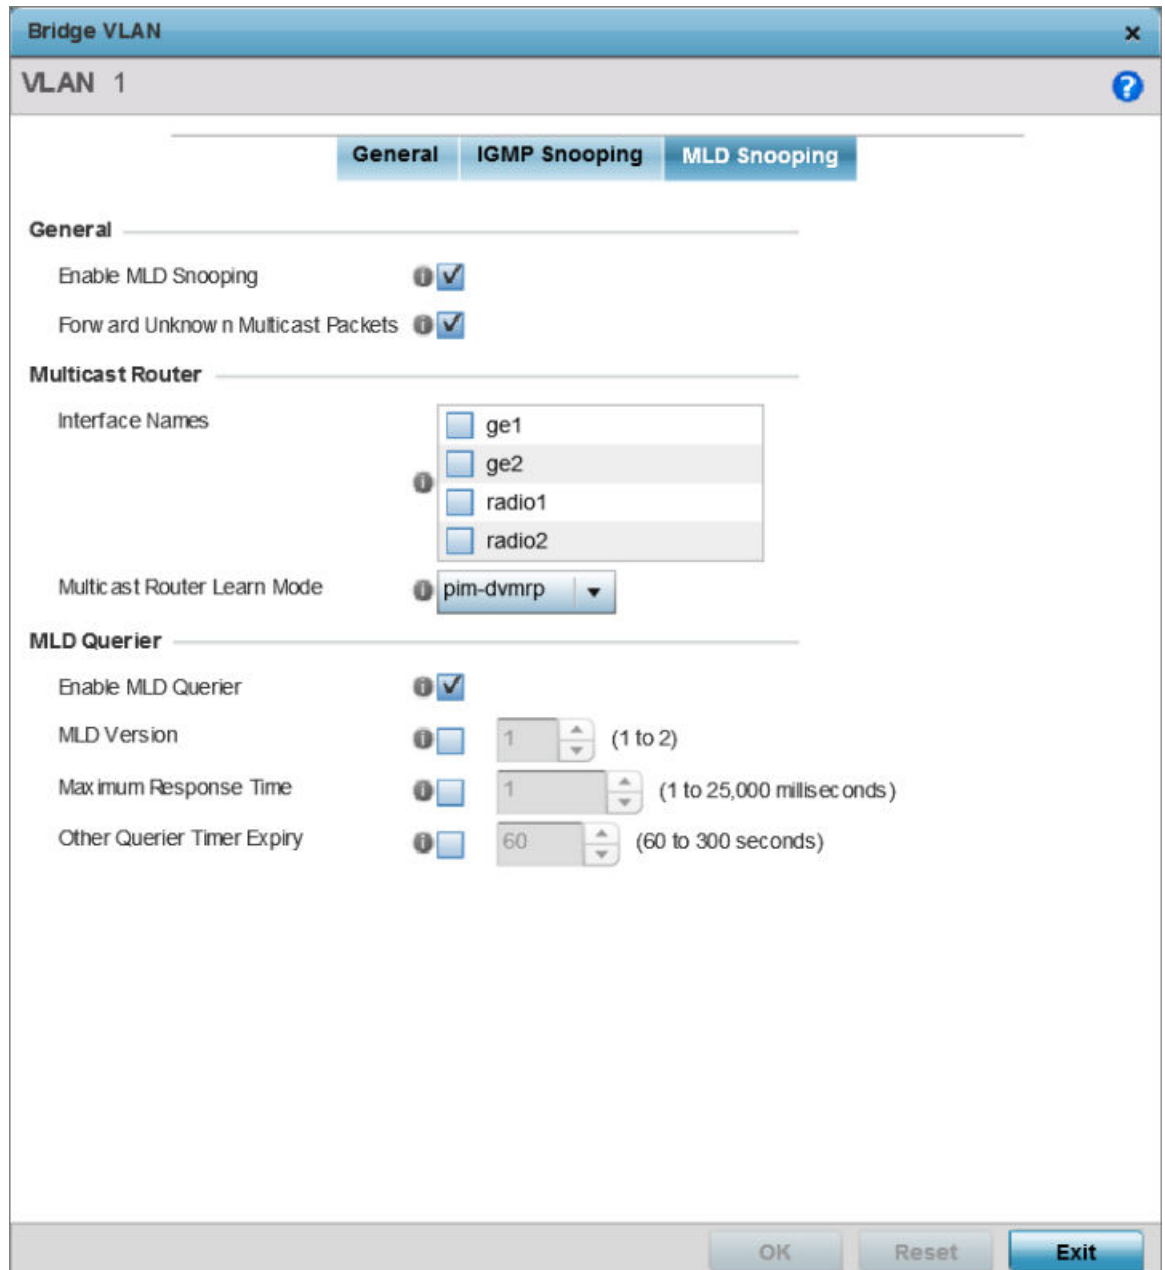 Bridge VLAN
VLAN 1
General IGMP Snooping MLD Snooping
General
Enable MLD Snooping
Forward Unknown Multicast Packets
Multicast Router
Interface Names
ge1
ge2
radio1
radio2
Multicast Router Learn Mode pim-dvmrp
MLD Querier
Enable MLD Querier
MLD Version 1 (1 to 2)
Maximum Response Time 1 (1 to 25,000 milliseconds)
Other Querier Timer Expiry 60 (60 to 300 seconds)
OK Reset Exit